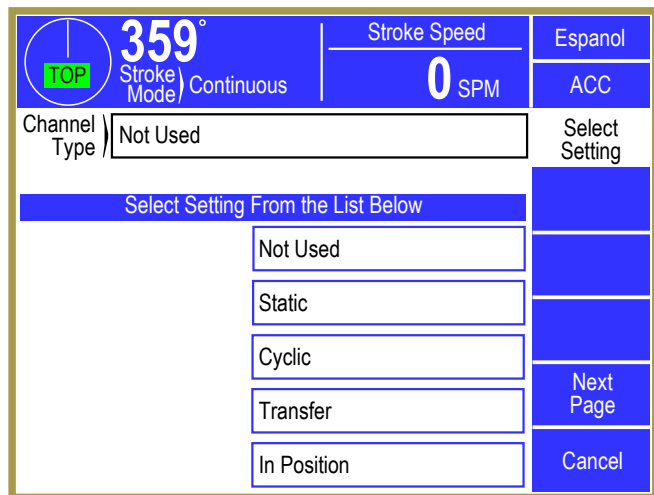 359°
TOP
Stroke Mode) Continuous
Stroke Speed
0 SPM
Espanol
ACC
Channel Type) Not Used
Select Setting
Select Setting From the List Below
Not Used
Static
Cyclic
Transfer
In Position
Next Page
Cancel